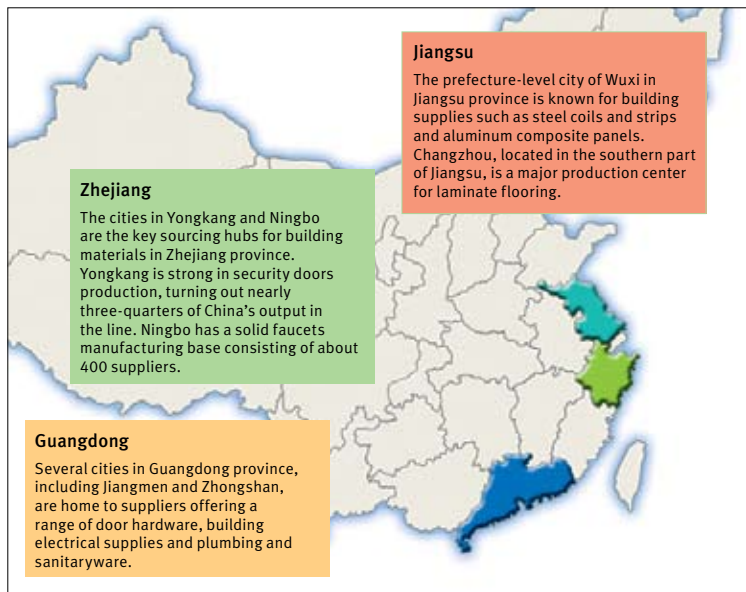 Jiangsu
The prefecture-level city of Wuxi in
Jiangsu province is known for building
supplies such as steel coils and strips
and aluminum composite panels.
Changzhou, located in the southern part
of Jiangsu, is a major production center
for laminate flooring.
Zhejiang
The cities in Yongkang and Ningbo
are the key sourcing hubs for building
materials in Zhejiang province.
Yongkang is strong in security doors
production, turning out nearly
three-quarters of China's output in
the line. Ningbo has a solid faucets
manufacturing base consisting of about
400 suppliers.
Guangdong
Several cities in Guangdong province,
including Jiangmen and Zhongshan,
are home to suppliers offering a
range of door hardware, building
electrical supplies and plumbing and
sanitaryware.